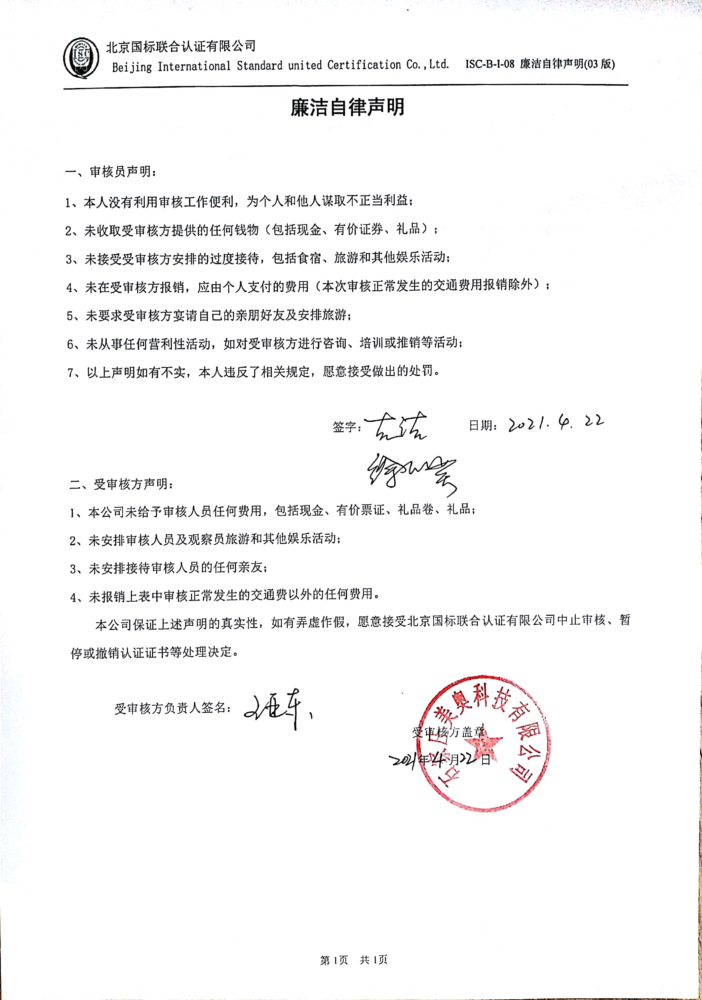 ISC
北京国标联合认证有限公司
Beijing International Standard united Certification Co.,Ltd. ISC-B-I-08 廉洁自律声明(03 版)
廉洁自律声明
一、审核员声明：
1、本人没有利用审核工作便利，为个人和他人谋取不正当利益；
2、未收取受审核方提供的任何钱物（包括现金、有价证券、礼品）；
3、未接受受审核方安排的过度接待，包括食宿、旅游和其他娱乐活动；
4、未在受审核方报销，应由个人支付的费用（本次审核正常发生的交通费用报销除外）；
5、未要求受审核方宴请自己的亲朋好友及安排旅游；
6、未从事任何营利性活动，如对受审核方进行咨询、培训或推销等活动；
7、以上声明如有不实，本人违反了相关规定，愿意接受做出的处罚。
签字：吉洁 日期：2021.4.22
二、受审核方声明：
1、本公司未给予审核人员任何费用，包括现金、有价票证、礼品卷、礼品；
2、未安排审核人员及观察员旅游和其他娱乐活动；
3、未安排接待审核人员的任何亲友；
4、未报销上表中审核正常发生的交通费以外的任何费用。
本公司保证上述声明的真实性，如有弄虚作假，愿意接受北京国标联合认证有限公司中止审核、暂
停或撤销认证证书等处理决定。
受审核方负责人签名：
美奥科技有限公司
受审核方盖章
2021年4月22日
第1页 共1页